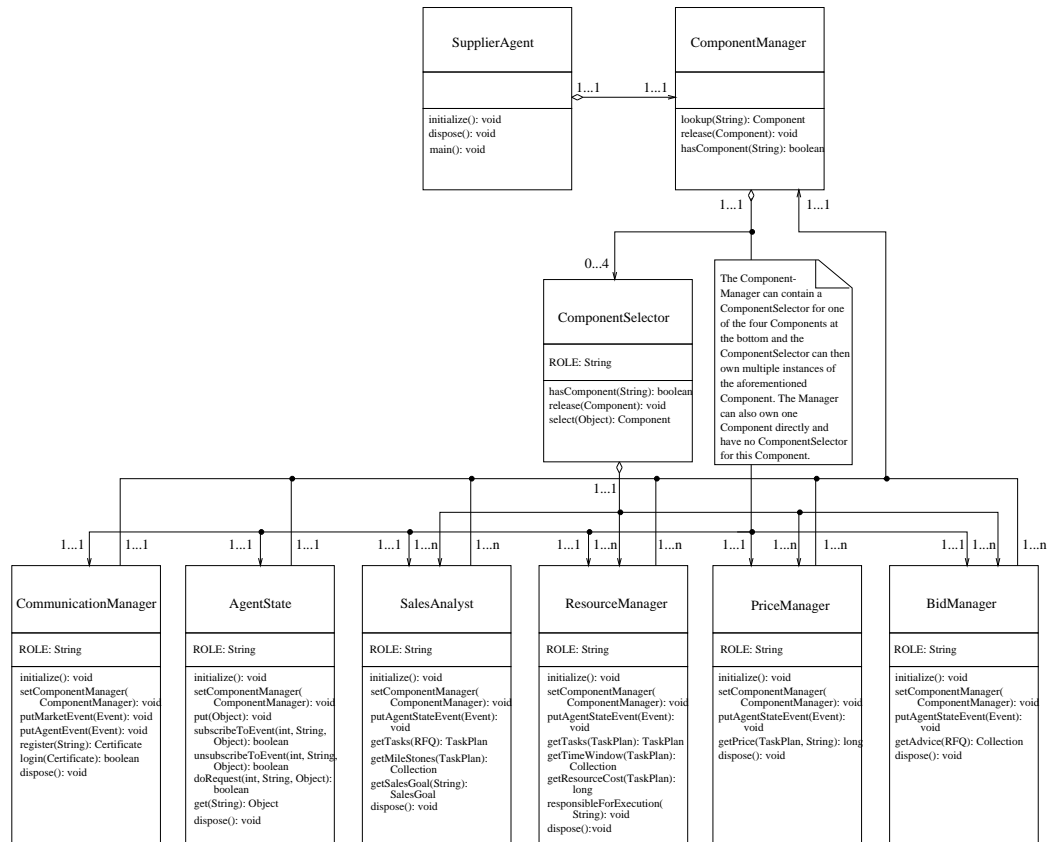 SupplierAgent
initialize(): void
dispose(): void
main(): void
1...1
1...1
ComponentManager
lookup(String): Component
release(Component): void
hasComponent(String): boolean
1...1
1...1
0...4
ComponentSelector
ROLE: String
hasComponent(String): boolean
release(Component): void
select(Object): Component
1...1
The Component-
Manager can contain a
ComponentSelector for one
of the four Components at
the bottom and the
ComponentSelector can then
own multiple instances of
the aforementioned
Component. The Manager
can also own one
Component directly and
have no ComponentSelector
for this Component.
1...1
1...1
1...1
1...1
1...1
1...n
1...n
1...1
1...n
1...n
1...1
1...n
1...n
1...1
1...n
1...n
CommunicationManager
ROLE: String
initialize(): void
setComponentManager(
ComponentManager): void
putMarketEvent(Event): void
putAgentEvent(Event): void
register(String): Certificate
login(Certificate): boolean
dispose(): void
AgentState
ROLE: String
initialize(): void
setComponentManager(
ComponentManager): void
put(Object): void
subscribeToEvent(int, String,
Object): boolean
unsubscribeToEvent(int, String,
Object): boolean
doRequest(int, String, Object):
boolean
get(String): Object
dispose(): void
SalesAnalyst
ROLE: String
initialize(): void
setComponentManager(
ComponentManager): void
putAgentStateEvent(Event):
void
getTasks(RFQ): TaskPlan
getMileStones(TaskPlan):
Collection
getSalesGoal(String):
SalesGoal
dispose(): void
ResourceManager
ROLE: String
initialize(): void
setComponentManager(
ComponentManager): void
putAgentStateEvent(Event):
void
getTasks(TaskPlan): TaskPlan
getTimeWindow(TaskPlan):
Collection
getResourceCost(TaskPlan):
long
responsibleForExecution(
String): void
dispose():void
PriceManager
ROLE: String
initialize(): void
setComponentManager(
ComponentManager): void
putAgentStateEvent(Event):
void
getPrice(TaskPlan, String): long
dispose(): void
BidManager
ROLE: String
initialize(): void
setComponentManager(
ComponentManager): void
putAgentStateEvent(Event):
void
getAdvice(RFQ): Collection
dispose(): void